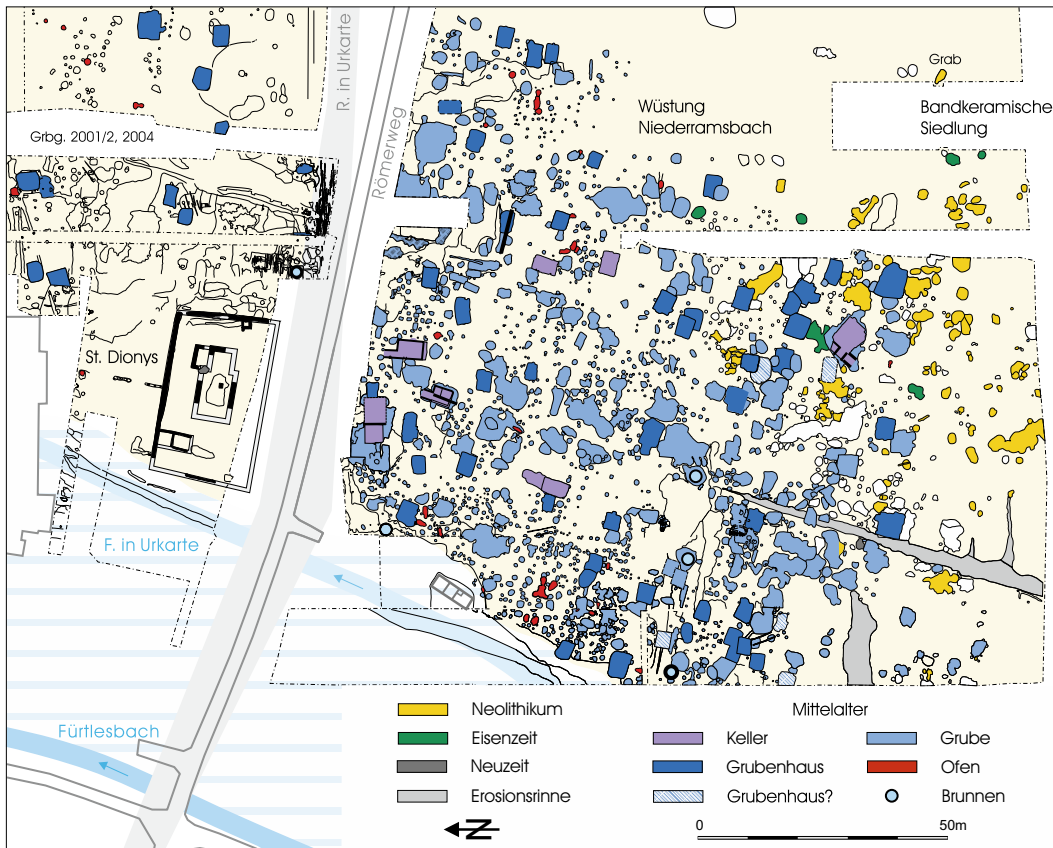 Grab
Wüstung
Niederramsbach
Bandkeramische
Siedlung
Grbg. 2001/2, 2004
R. in Urkarte
Römerweg
St. Dionys
F. in Urkarte
Fürtlesbach
Neolithikum
Eisenzeit
Neuzeit
Erosionsrinne
Mittelalter
Keller
Grubenhaus
Grubenhaus?
Grube
Ofen
Brunnen
N
0 50m